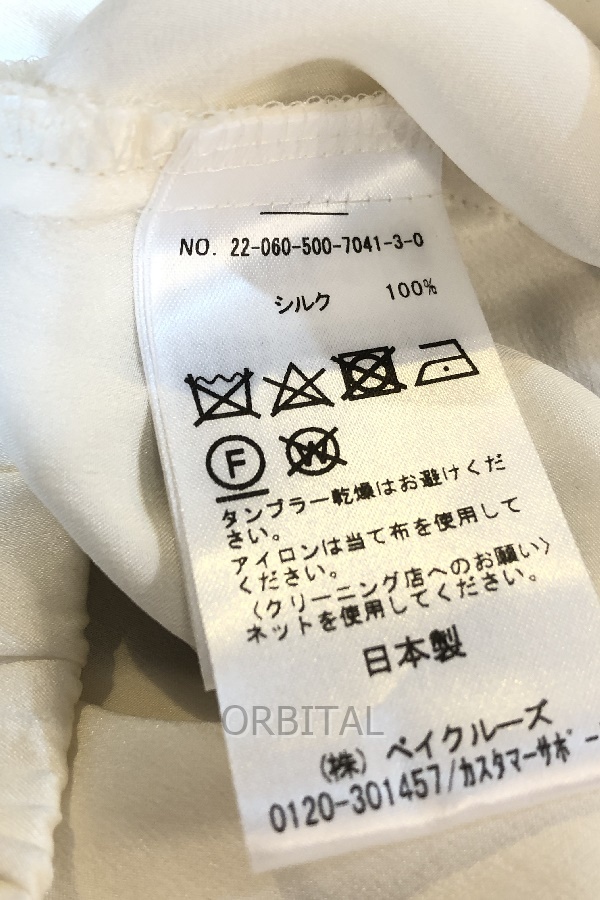 NO. 22-060-500-7041-3-0
シルク 100%
F W
タンブラー乾燥はお避けくだ
さい。
アイロンは当て布を使用して
ください。
〈クリーニング店へのお願い〉
ネットを使用してください。
日本製
ORBITAL
(株) ベイクルーズ
0120-301457/カスタマーサポー